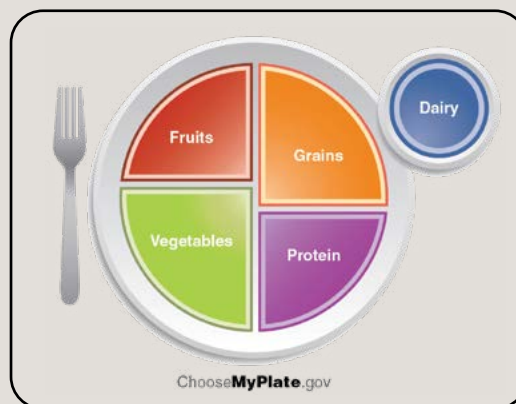 Dairy
Fruits
Grains
Vegetables
Protein
ChooseMyPlate.gov